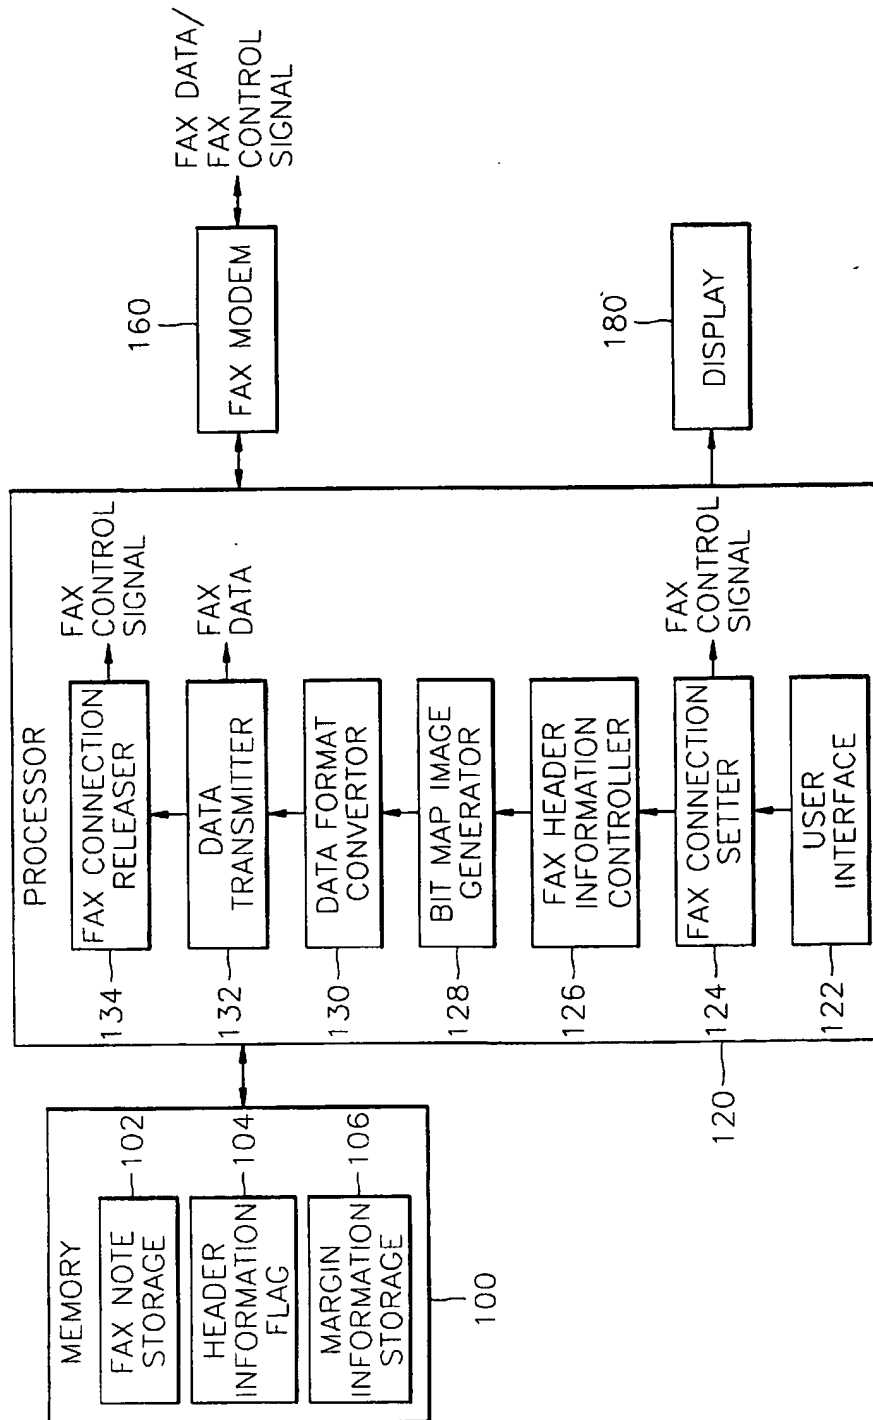 MEMORY
FAX NOTE
STORAGE
102
HEADER
INFORMATION
FLAG
104
MARGIN
INFORMATION
STORAGE
106
100
PROCESSOR
FAX CONNECTION
RELEASER
134
FAX
CONTROL
SIGNAL
DATA
TRANSMITTER
132
FAX
DATA
DATA FORMAT
CONVERTOR
130
BIT MAP IMAGE
GENERATOR
128
FAX HEADER
INFORMATION
CONTROLLER
126
FAX CONNECTION
SETTER
124
FAX
CONTROL
SIGNAL
USER
INTERFACE
122
120
FAX MODEM
160
FAX DATA/
FAX
CONTROL
SIGNAL
DISPLAY
180